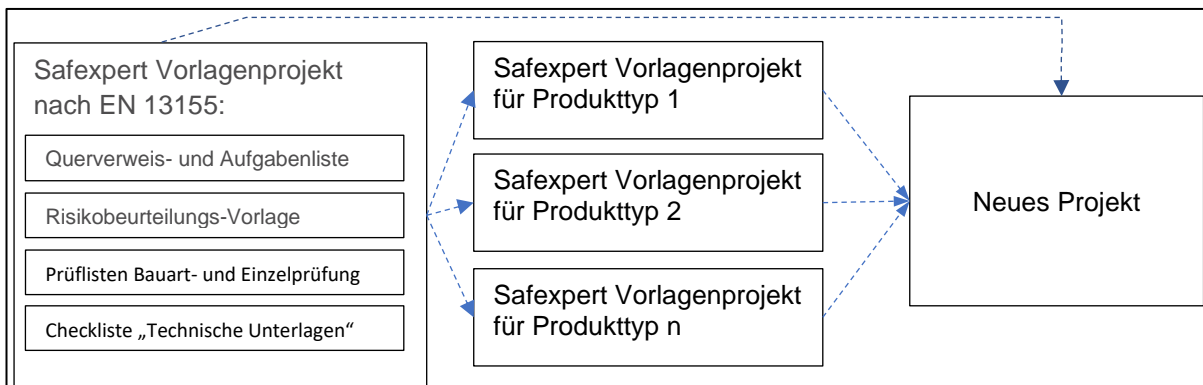 Safexpert Vorlagenprojekt
nach EN 13155:
Querverweis- und Aufgabenliste
Risikobeurteilungs-Vorlage
Prüflisten Bauart- und Einzelprüfung
Checkliste „Technische Unterlagen“
Safexpert Vorlagenprojekt
für Produkttyp 1
Safexpert Vorlagenprojekt
für Produkttyp 2
Safexpert Vorlagenprojekt
für Produkttyp n
Neues Projekt